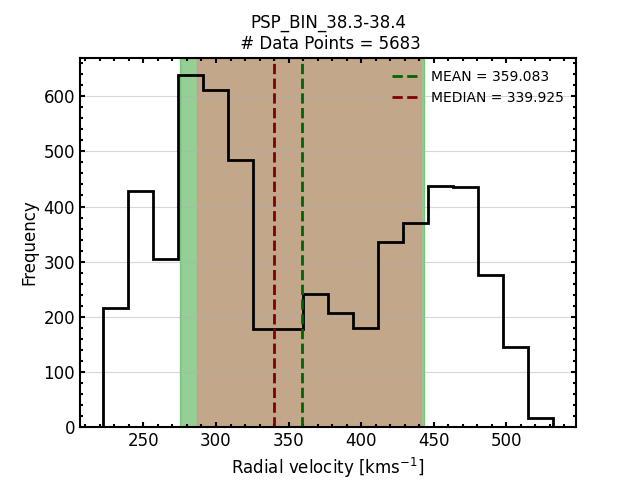 PSP_BIN_38.3-38.4
# Data Points = 5683
MEAN = 359.083
MEDIAN = 339.925
Frequency
600
500
400
300
200
100
0
250 300 350 400 450 500
Radial velocity [kms⁻¹]